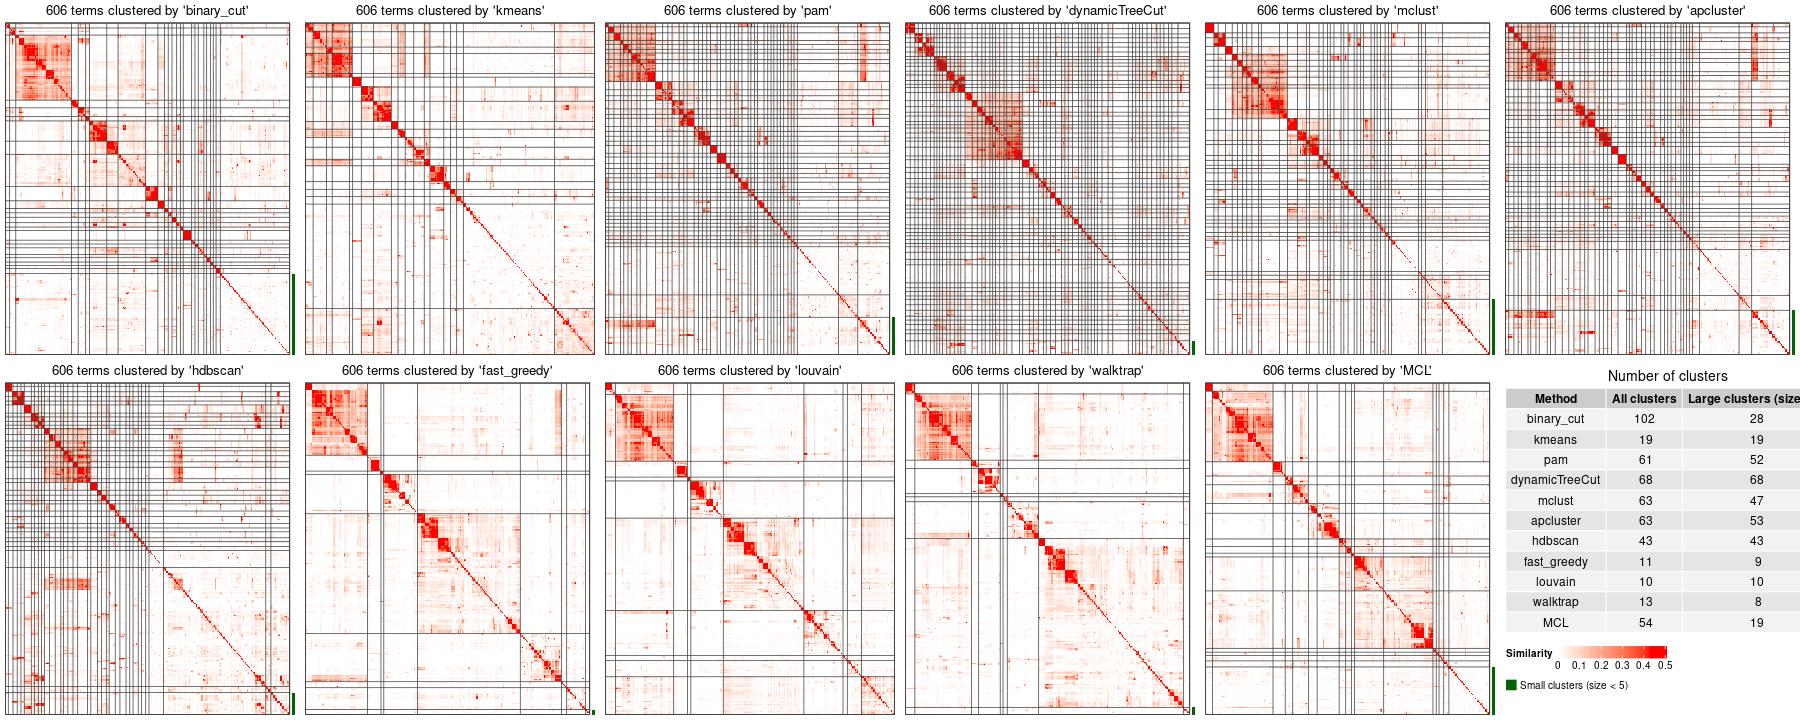 606 terms clustered by 'binary_cut'
606 terms clustered by 'kmeans'
606 terms clustered by 'pam'
606 terms clustered by 'dynamicTreeCut'
606 terms clustered by 'mclust'
606 terms clustered by 'apcluster'
606 terms clustered by 'hdbscan'
606 terms clustered by 'fast_greedy'
606 terms clustered by 'louvain'
606 terms clustered by 'walktrap'
606 terms clustered by 'MCL'
Number of clusters
Method All clusters Large clusters (size
binary_cut 102 28
kmeans 19 19
pam 61 52
dynamicTreeCut 68 68
mclust 63 47
apcluster 63 53
hdbscan 43 43
fast_greedy 11 9
louvain 10 10
walktrap 13 8
MCL 54 19
Similarity
0 0.1 0.2 0.3 0.4 0.5
Small clusters (size < 5)